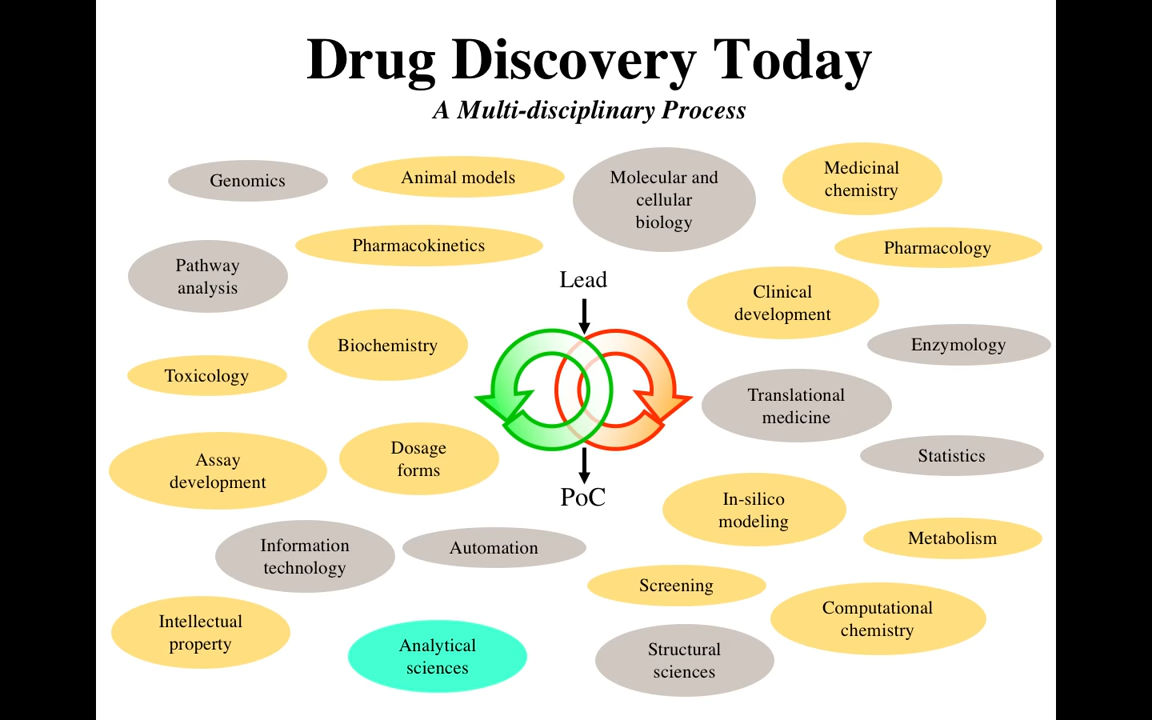 Drug Discovery Today
A Multi-disciplinary Process
Genomics
Animal models
Molecular and
cellular
biology
Medicinal
chemistry
Pharmacokinetics
Pharmacology
Pathway
analysis
Lead
Clinical
development
Biochemistry
Enzymology
Toxicology
Translational
medicine
Dosage
forms
Statistics
Assay
development
PoC
In-silico
modeling
Metabolism
Information
technology
Automation
Screening
Computational
chemistry
Intellectual
property
Analytical
sciences
Structural
sciences